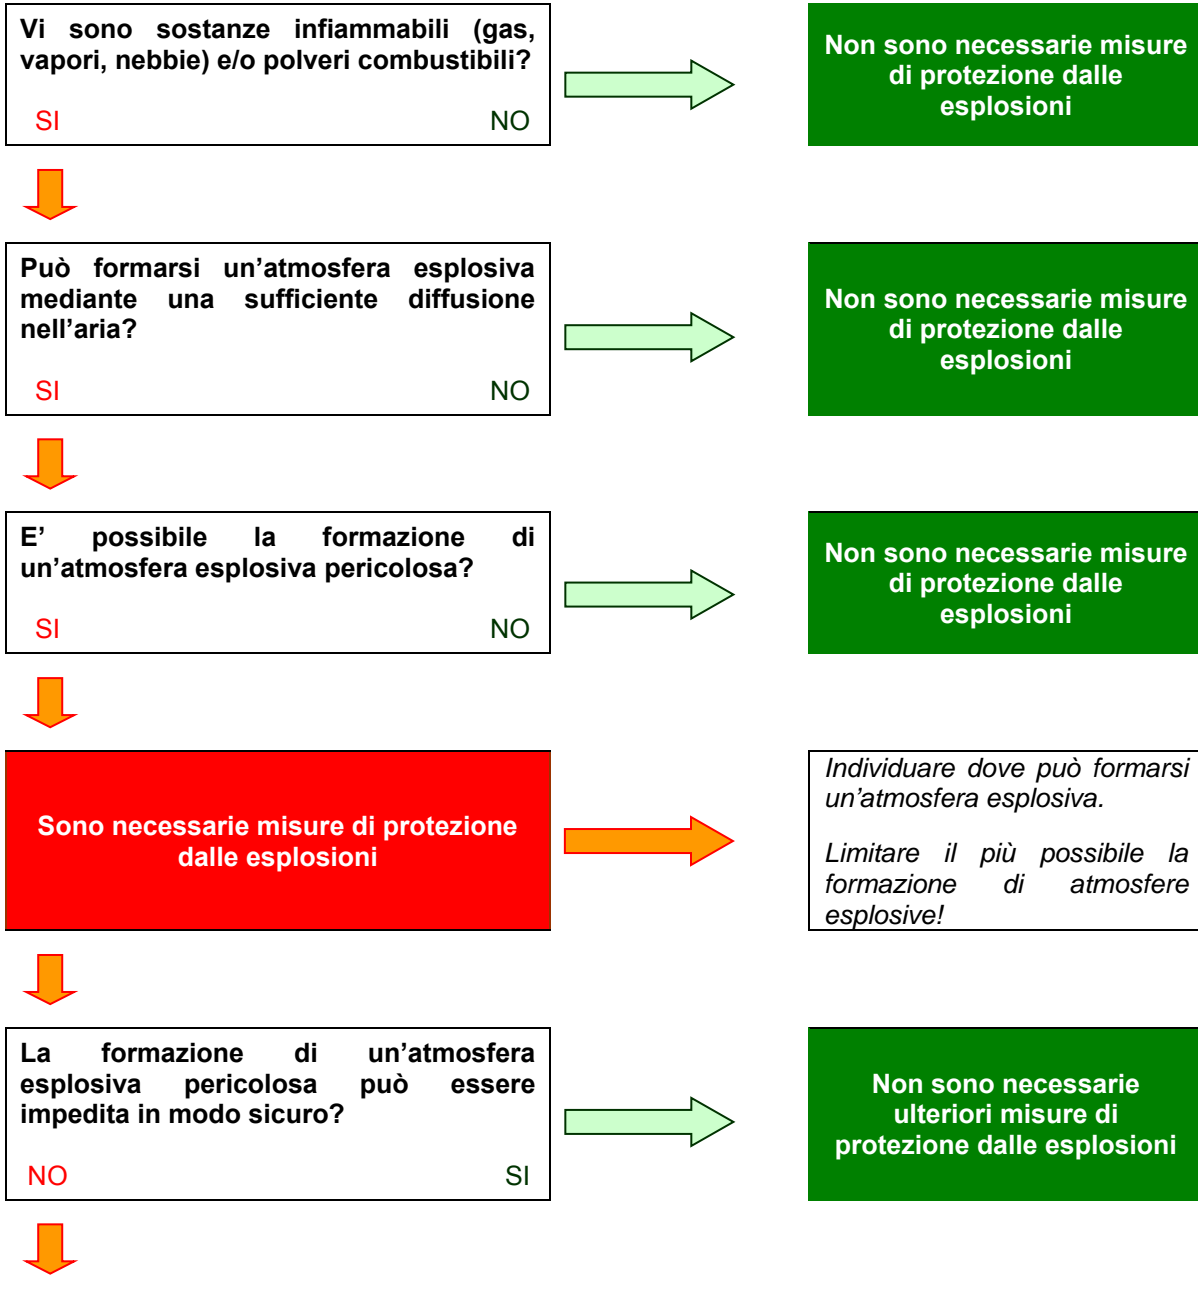 Vi sono sostanze infiammabili (gas,
vapori, nebbie) e/o polveri combustibili?
SI NO
Non sono necessarie misure
di protezione dalle
esplosioni
Può formarsi un’atmosfera esplosiva
mediante una sufficiente diffusione
nell’aria?
SI NO
Non sono necessarie misure
di protezione dalle
esplosioni
E’ possibile la formazione di
un’atmosfera esplosiva pericolosa?
SI NO
Non sono necessarie misure
di protezione dalle
esplosioni
Sono necessarie misure di protezione
dalle esplosioni
Individuare dove può formarsi
un’atmosfera esplosiva.
Limitare il più possibile la
formazione di atmosfere
esplosive!
La formazione di un’atmosfera
esplosiva pericolosa può essere
impedita in modo sicuro?
NO SI
Non sono necessarie
ulteriori misure di
protezione dalle esplosioni